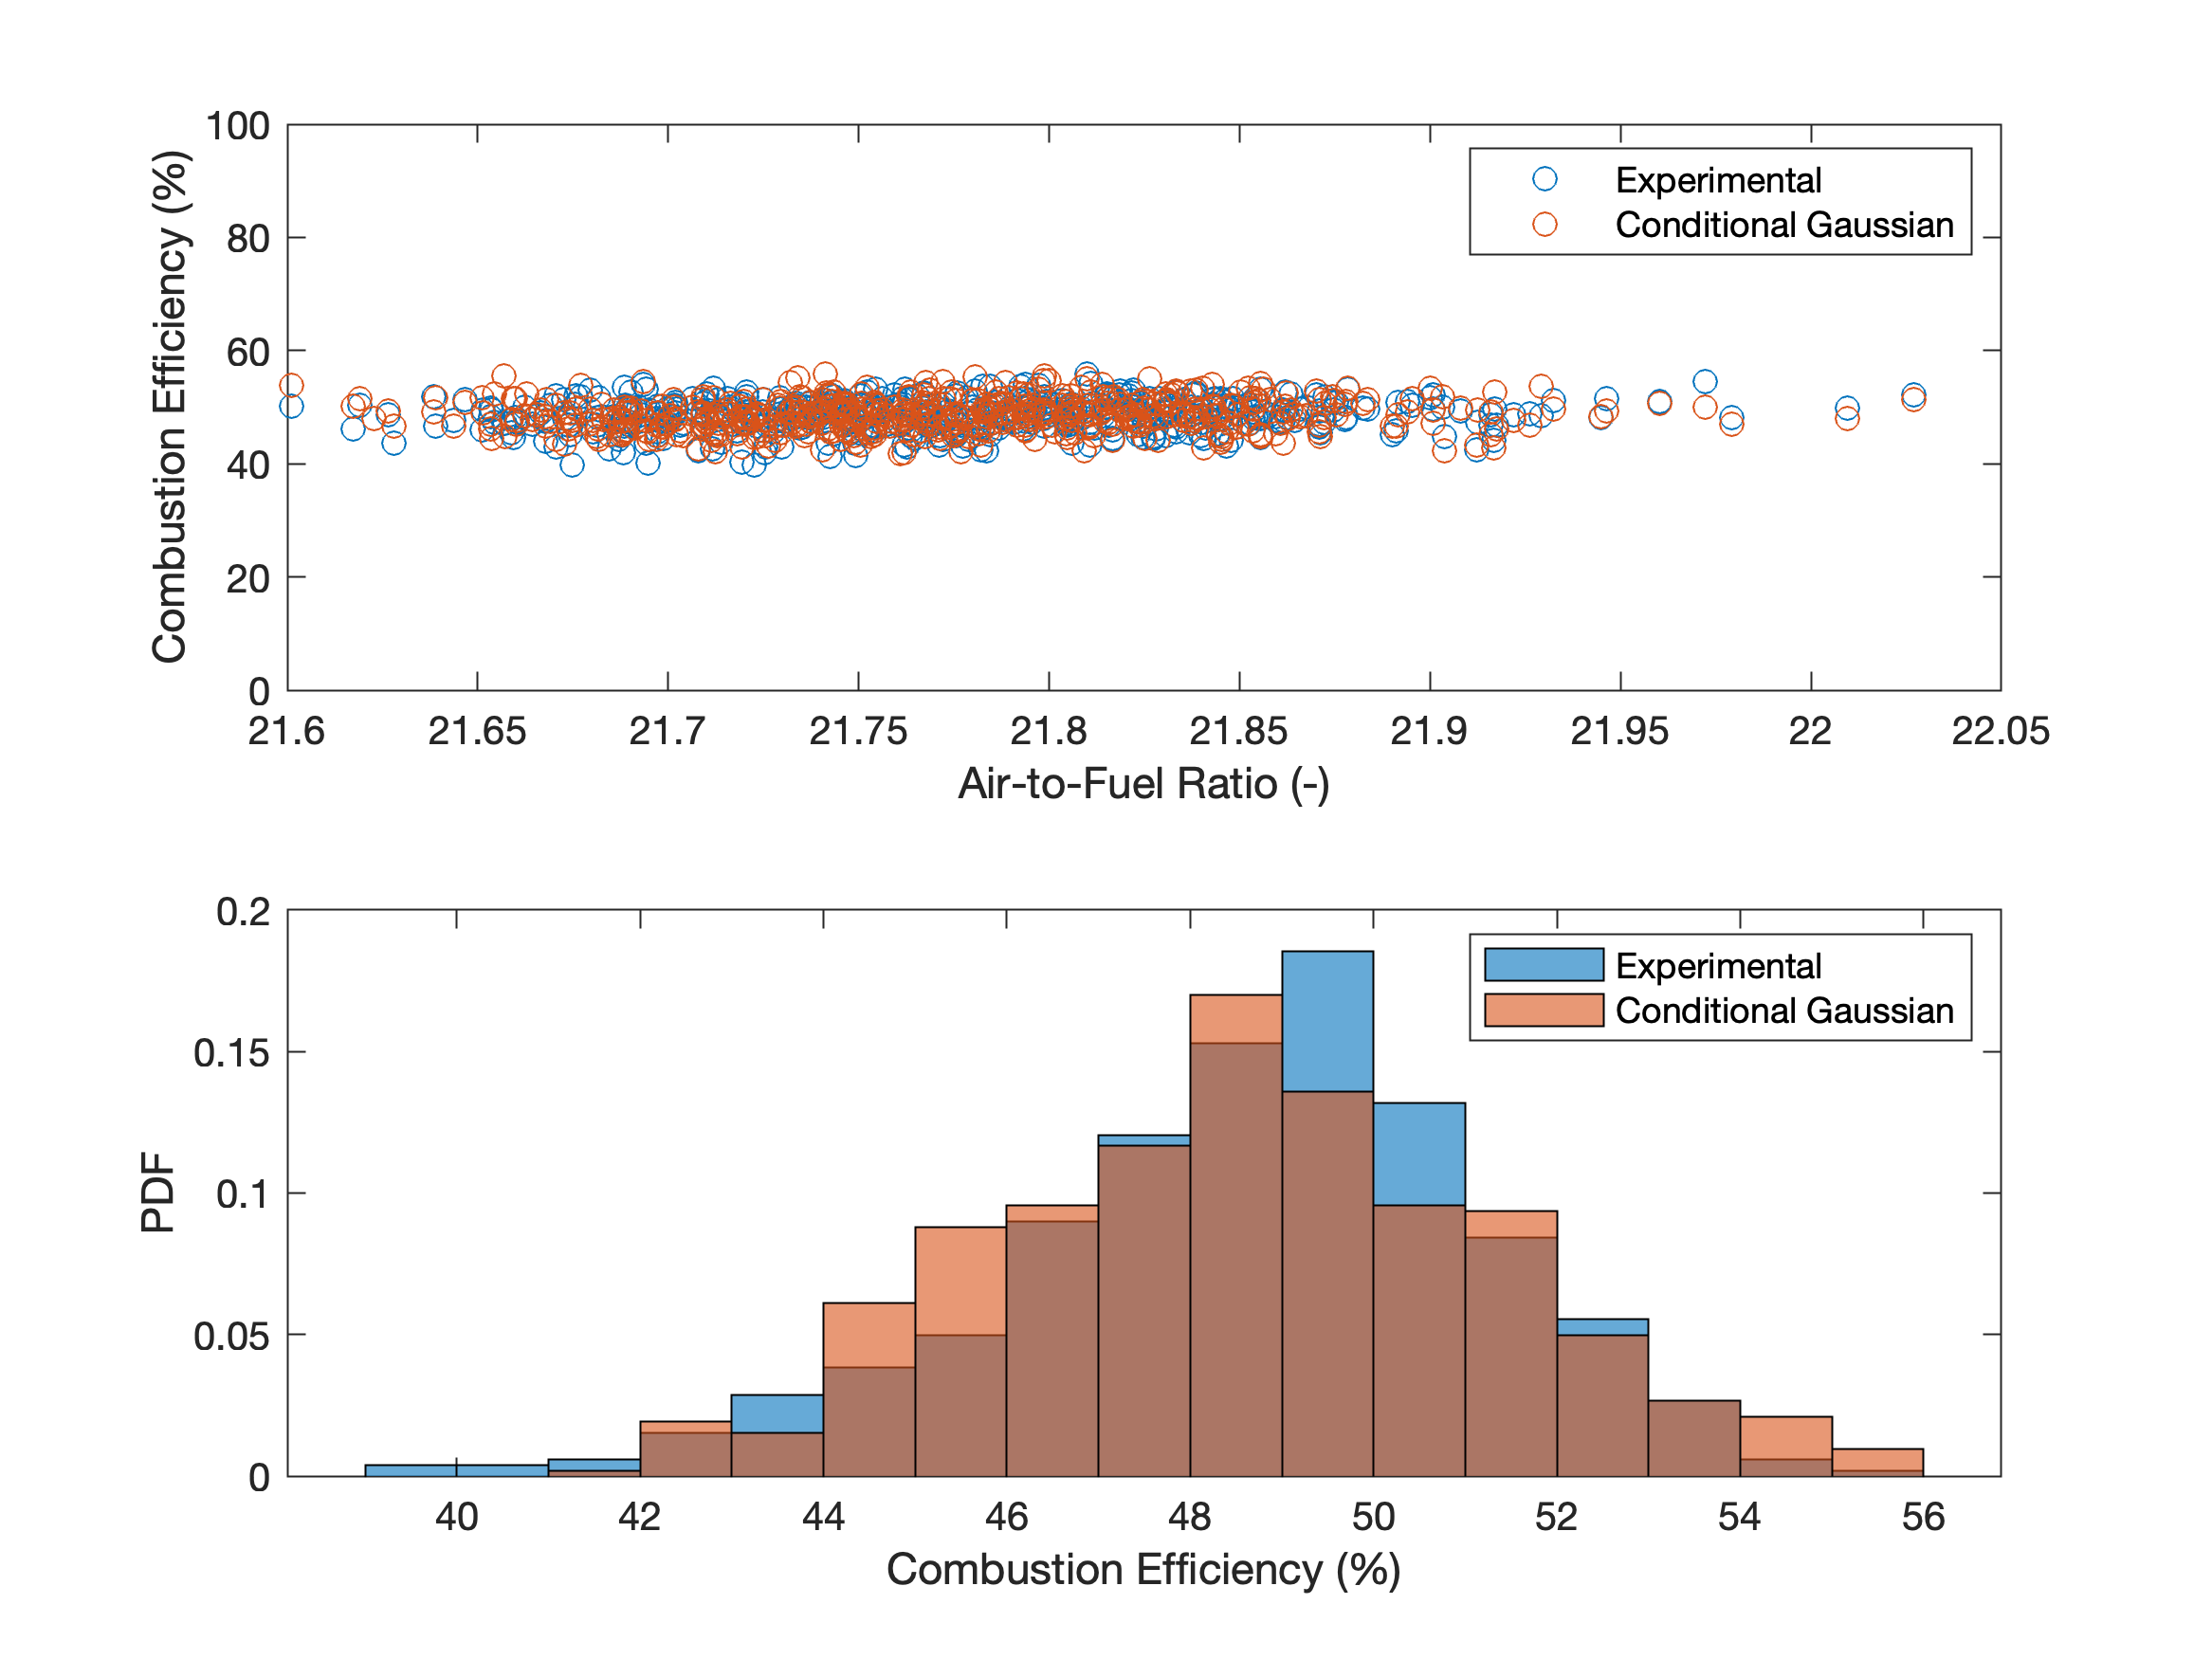 100
80
60
40
20
0
Combustion Efficiency (%)
Experimental
Conditional Gaussian
21.6 21.65 21.7 21.75 21.8 21.85 21.9 21.95 22 22.05
Air-to-Fuel Ratio (-)
0.2
0.15
0.1
0.05
0
PDF
Experimental
Conditional Gaussian
40 42 44 46 48 50 52 54 56
Combustion Efficiency (%)